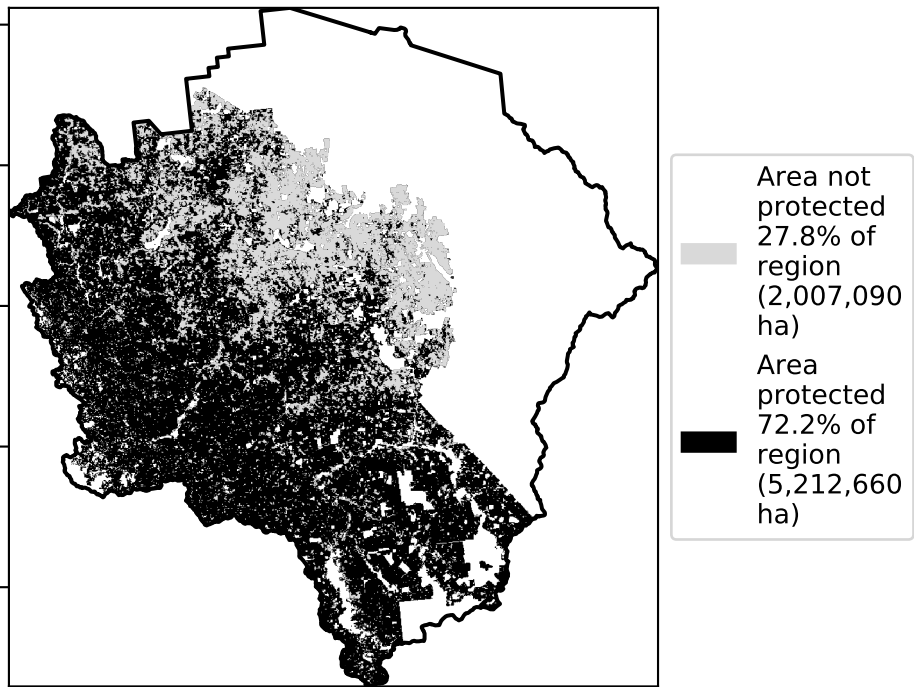 Area not
protected
27.8% of
region
(2,007,090
ha)
Area
protected
72.2% of
region
(5,212,660
ha)